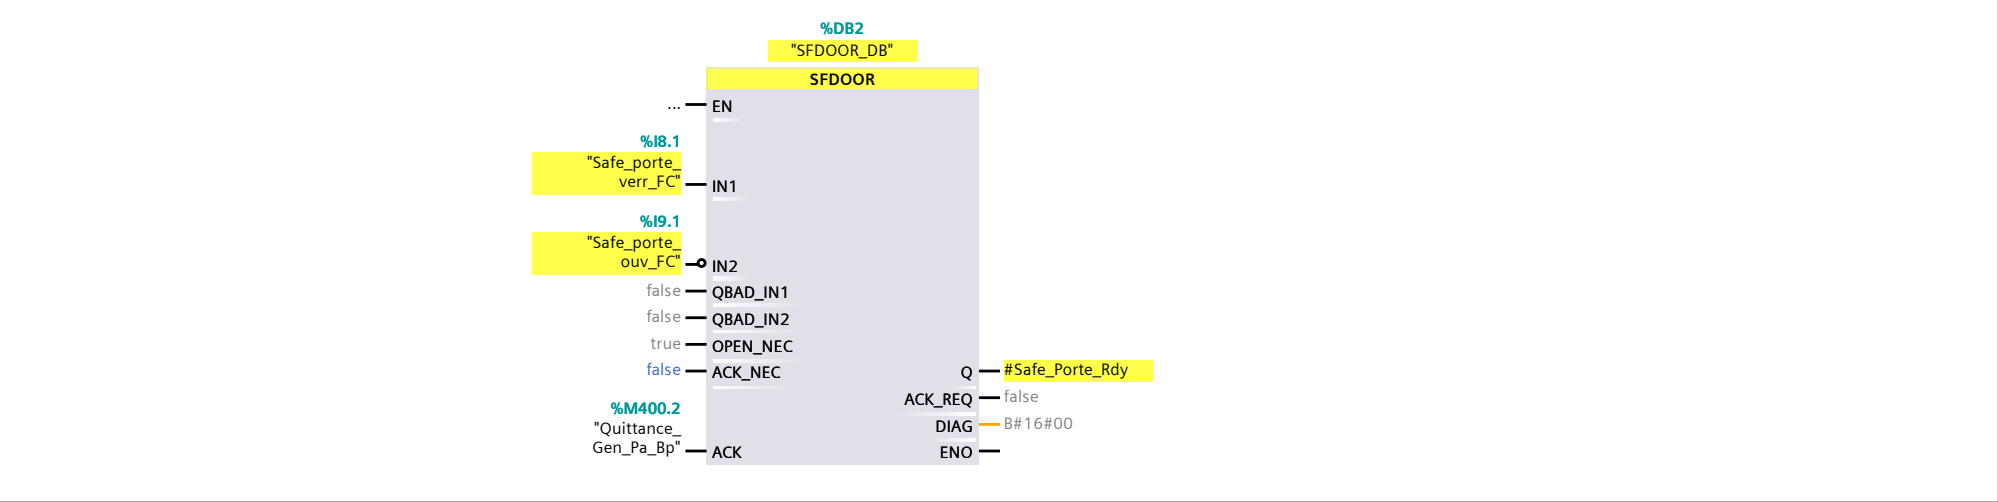 %DB2
"SFDOOR_DB"
SFDOOR
... EN
%I8.1
"Safe_porte_
verr_FC" IN1
%I9.1
"Safe_porte_
ouv_FC" IN2
false QBAD_IN1
false QBAD_IN2
true OPEN_NEC
false ACK_NEC Q #Safe_Porte_Rdy
ACK_REQ false
%M400.2
"Quittance_ DIAG B#16#00
Gen_Pa_Bp" ACK ENO